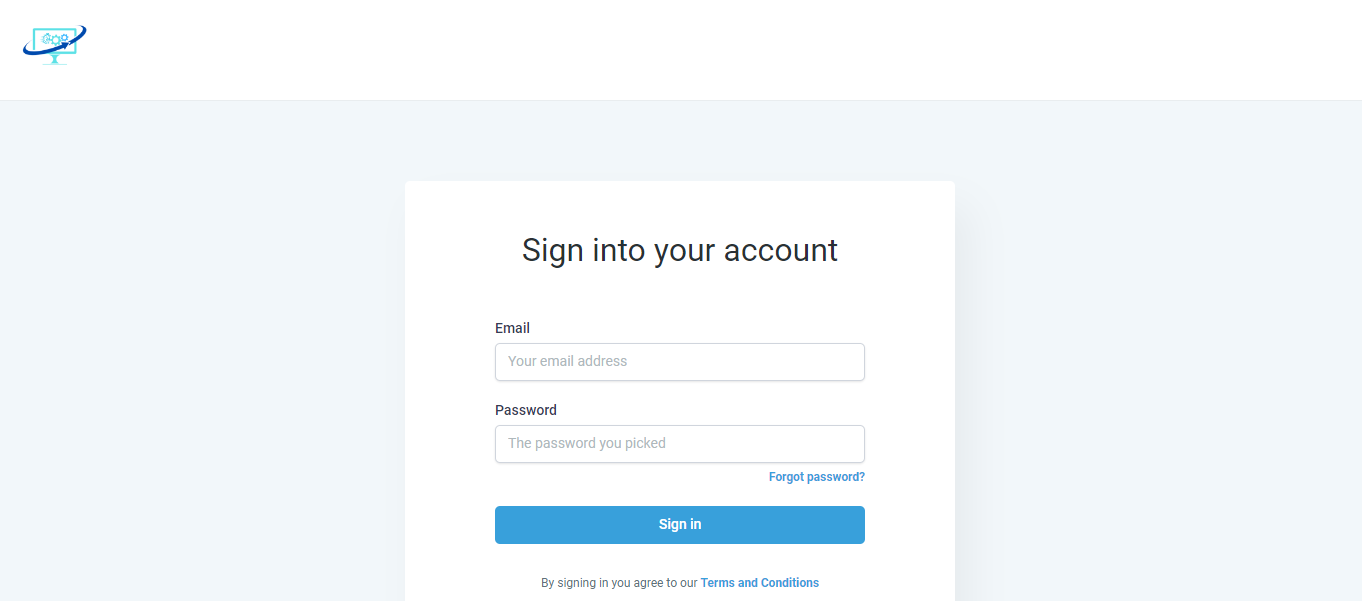 Sign into your account
Email
Your email address
Password
The password you picked
Forgot password?
Sign in
By signing in you agree to our Terms and Conditions